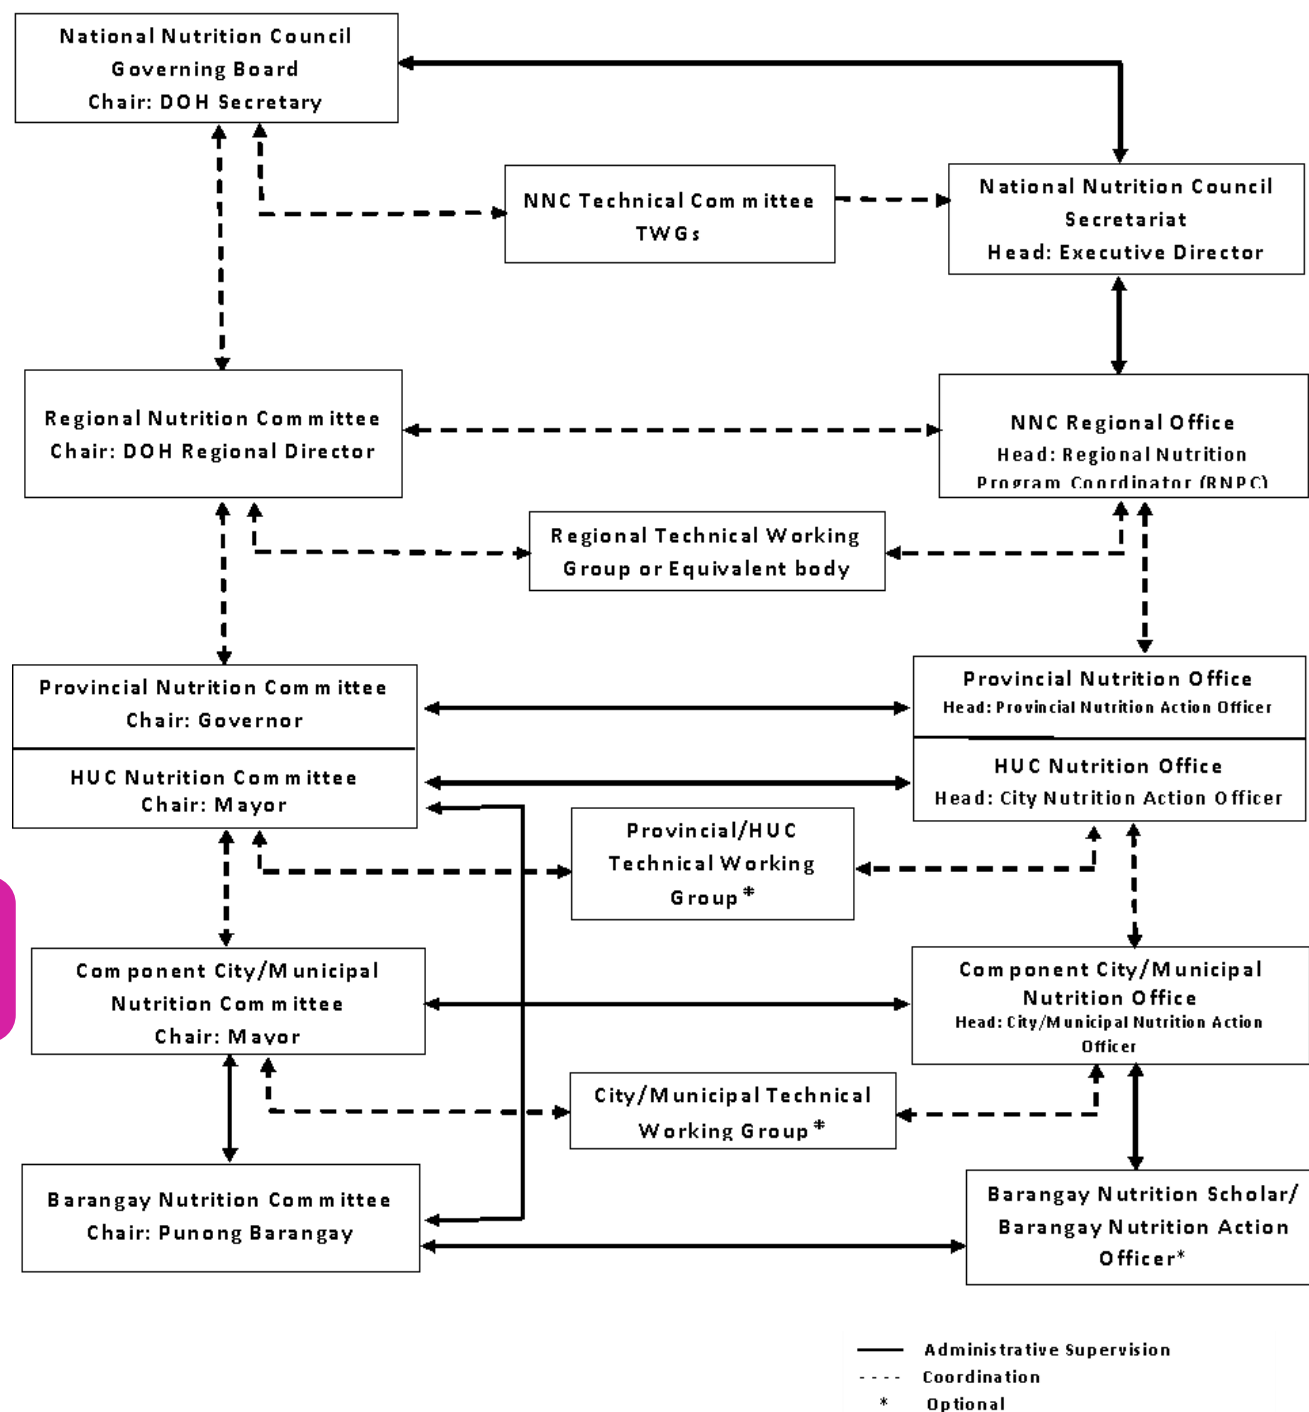 National Nutrition Council
Governing Board
Chair: DOH Secretary
NNC Technical Committee
TWGs
National Nutrition Council
Secretariat
Head: Executive Director
Regional Nutrition Committee
Chair: DOH Regional Director
NNC Regional Office
Head: Regional Nutrition
Program Coordinator (RNPC)
Regional Technical Working
Group or Equivalent body
Provincial Nutrition Committee
Chair: Governor
Provincial Nutrition Office
Head: Provincial Nutrition Action Officer
HUC Nutrition Committee
Chair: Mayor
HUC Nutrition Office
Head: City Nutrition Action Officer
Provincial/HUC
Technical Working
Group*
Component City/Municipal
Nutrition Committee
Chair: Mayor
Component City/Municipal
Nutrition Office
Head: City/Municipal Nutrition Action
Officer
City/Municipal Technical
Working Group*
Barangay Nutrition Committee
Chair: Punong Barangay
Barangay Nutrition Scholar/
Barangay Nutrition Action
Officer*
Administrative Supervision
Coordination
* Optional